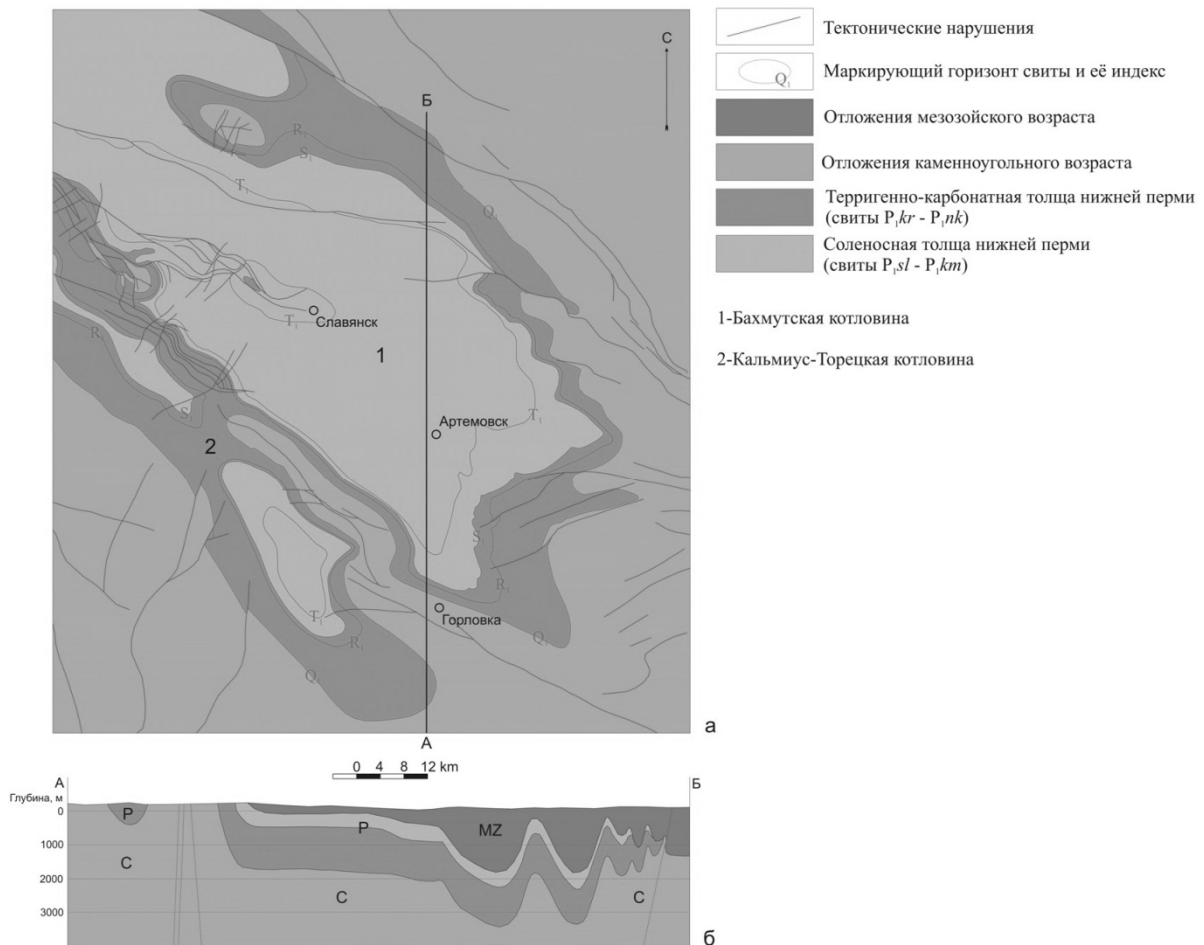 Б
С
R₁
S₁
T₁
Q₁
T₁
T₁
Славянск
R₁
1
T₁
Артемовск
S₁
2
S₁
R₁
T₁
Горловка
Q₁
R₁
Q₁
А
а
Тектонические нарушения
Q₁
Маркирующий горизонт свиты и её индекс
Отложения мезозойского возраста
Отложения каменноугольного возраста
Терригенно-карбонатная толща нижней перми
(свиты P₁kr - P₁nk)
Соленосная толща нижней перми
(свиты P₁sl - P₁km)
1-Бахмутская котловина
2-Кальмиус-Торецкая котловина
0 4 8 12 km
А
Б
Глубина, м
0
1000
2000
3000
P
C
P
C
MZ
C
б